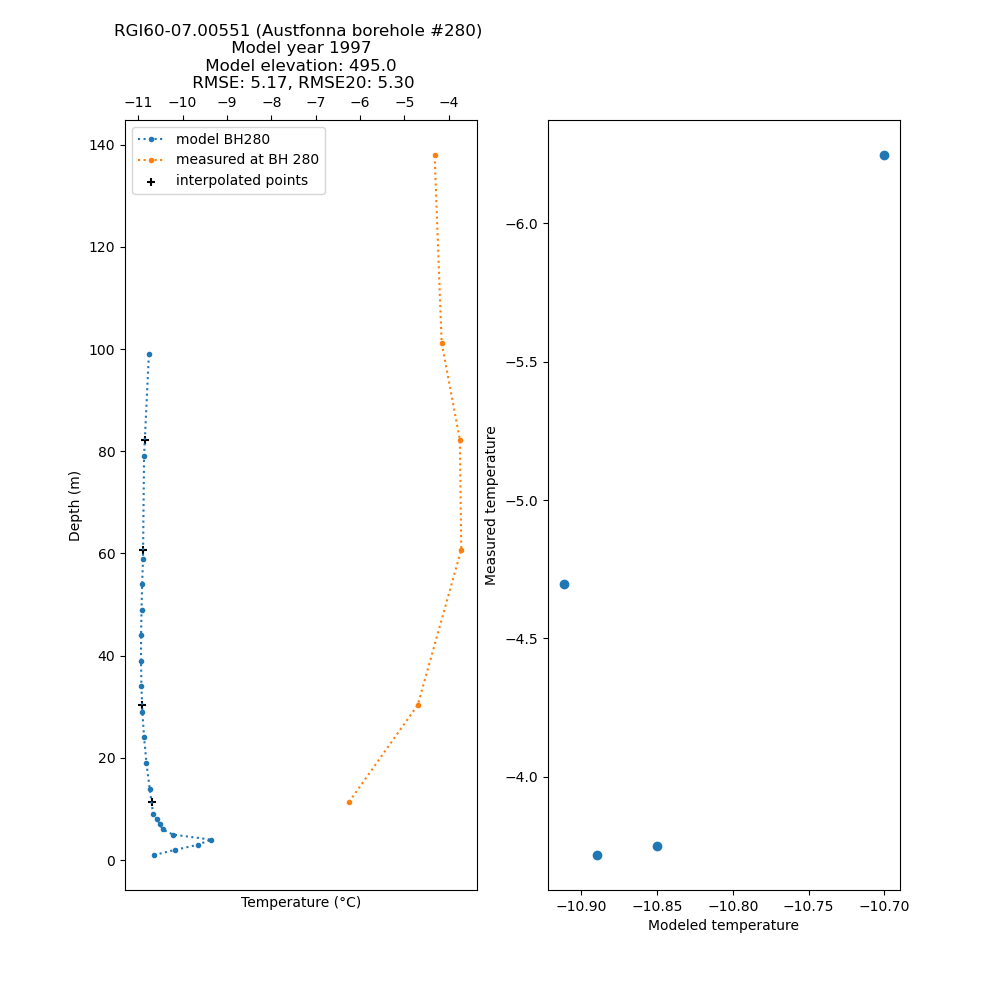 RGI60-07.00551 (Austfonna borehole #280)
Model year 1997
Model elevation: 495.0
RMSE: 5.17, RMSE20: 5.30
−11 −10 −9 −8 −7 −6 −5 −4
model BH280
measured at BH 280
interpolated points
140
120
100
80
60
40
20
0
Depth (m)
Temperature (°C)
−6.0
−5.5
−5.0
−4.5
−4.0
Measured temperature
−10.90 −10.85 −10.80 −10.75 −10.70
Modeled temperature